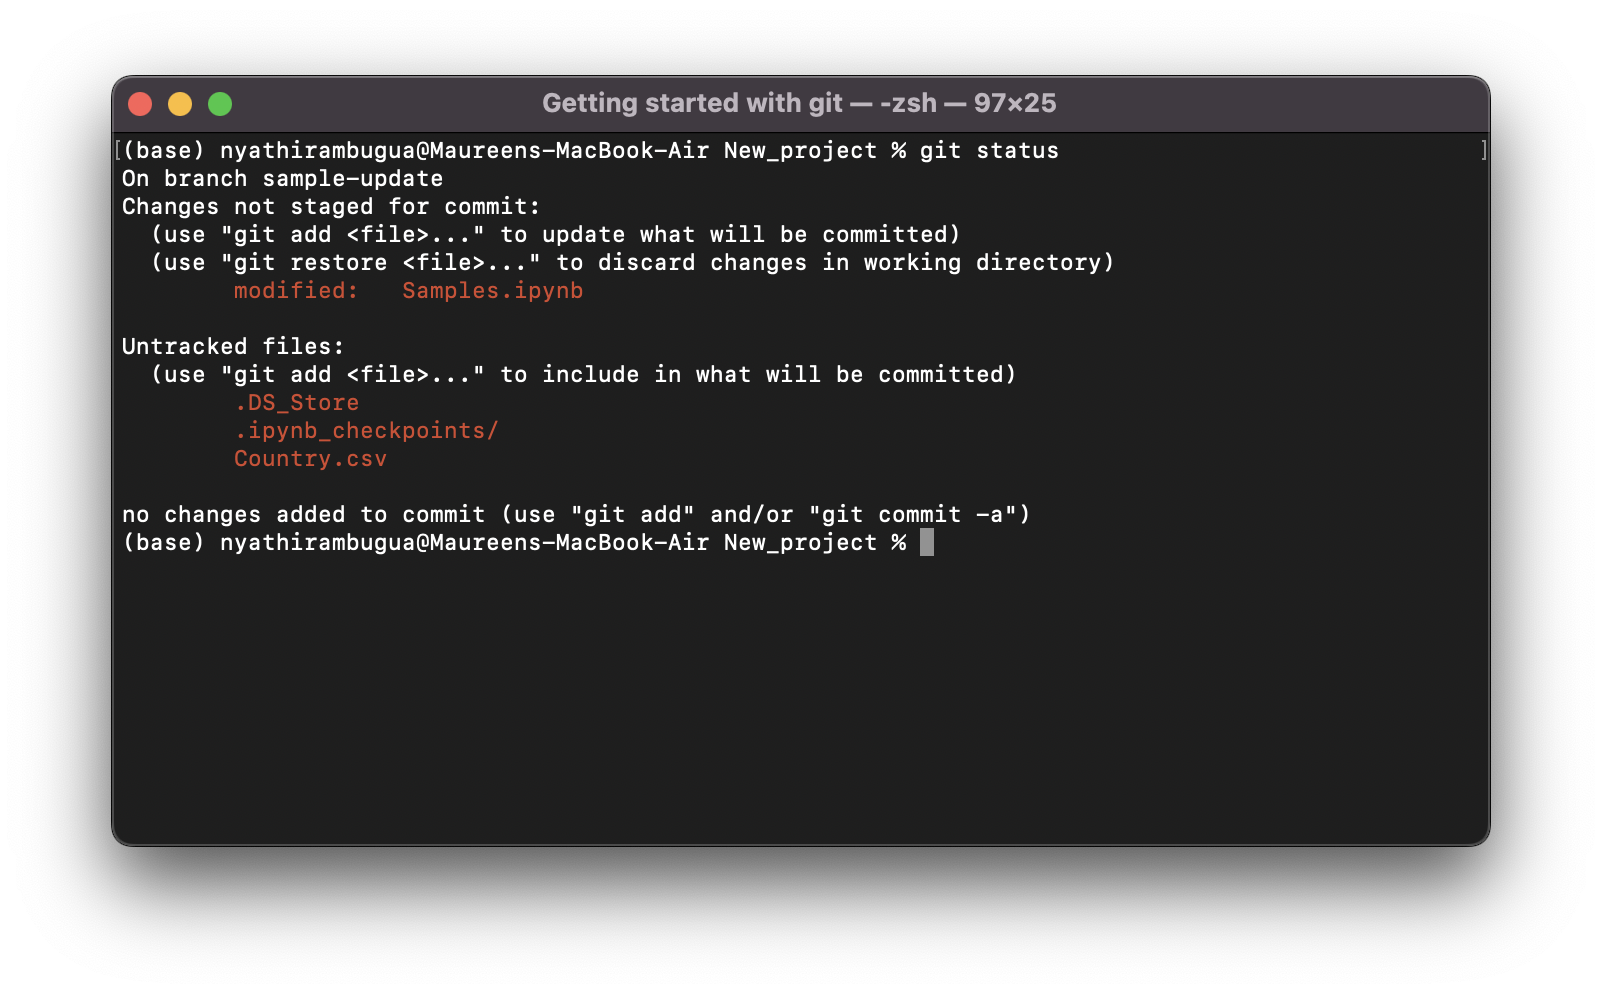 Getting started with git — -zsh — 97×25
[(base) nyathirambugua@Maureens-MacBook-Air New_project % git status ]
On branch sample-update
Changes not staged for commit:
  (use "git add <file>..." to update what will be committed)
  (use "git restore <file>..." to discard changes in working directory)
        modified:   Samples.ipynb

Untracked files:
  (use "git add <file>..." to include in what will be committed)
        .DS_Store
        .ipynb_checkpoints/
        Country.csv

no changes added to commit (use "git add" and/or "git commit -a")
(base) nyathirambugua@Maureens-MacBook-Air New_project %